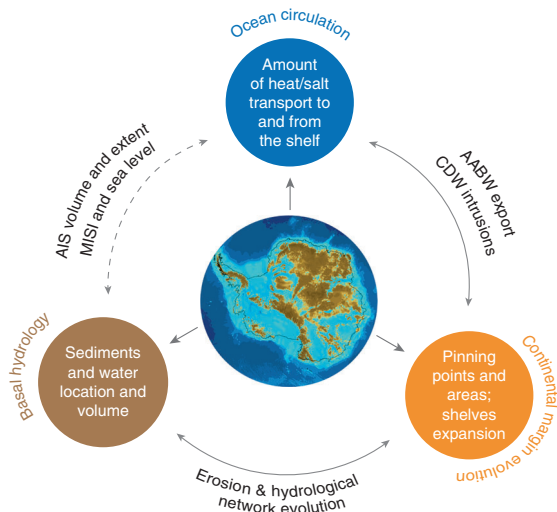 Ocean circulation
Amount
of heat/salt
transport to
and from
the shelf
AIS volume and extent
MISI and sea level
AABW export
CDW intrusions
Basal hydrology
Sediments
and water
location and
volume
Pinning
points and
areas;
shelves
expansion
Continental margin evolution
Erosion & hydrological
network evolution